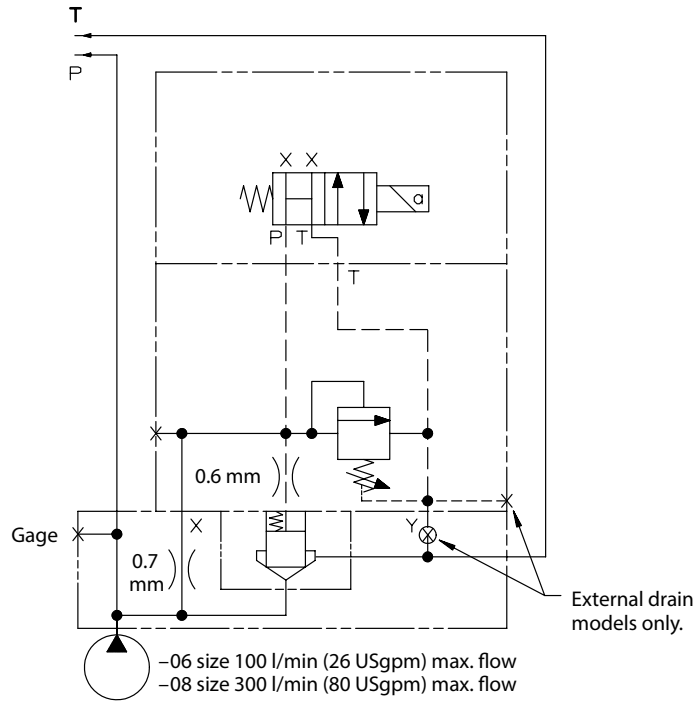 T
P
X X
a
P T
T
0.6 mm
Gage
X
Y
0.7
mm
External drain
models only.
–06 size 100 l/min (26 USgpm) max. flow
–08 size 300 l/min (80 USgpm) max. flow